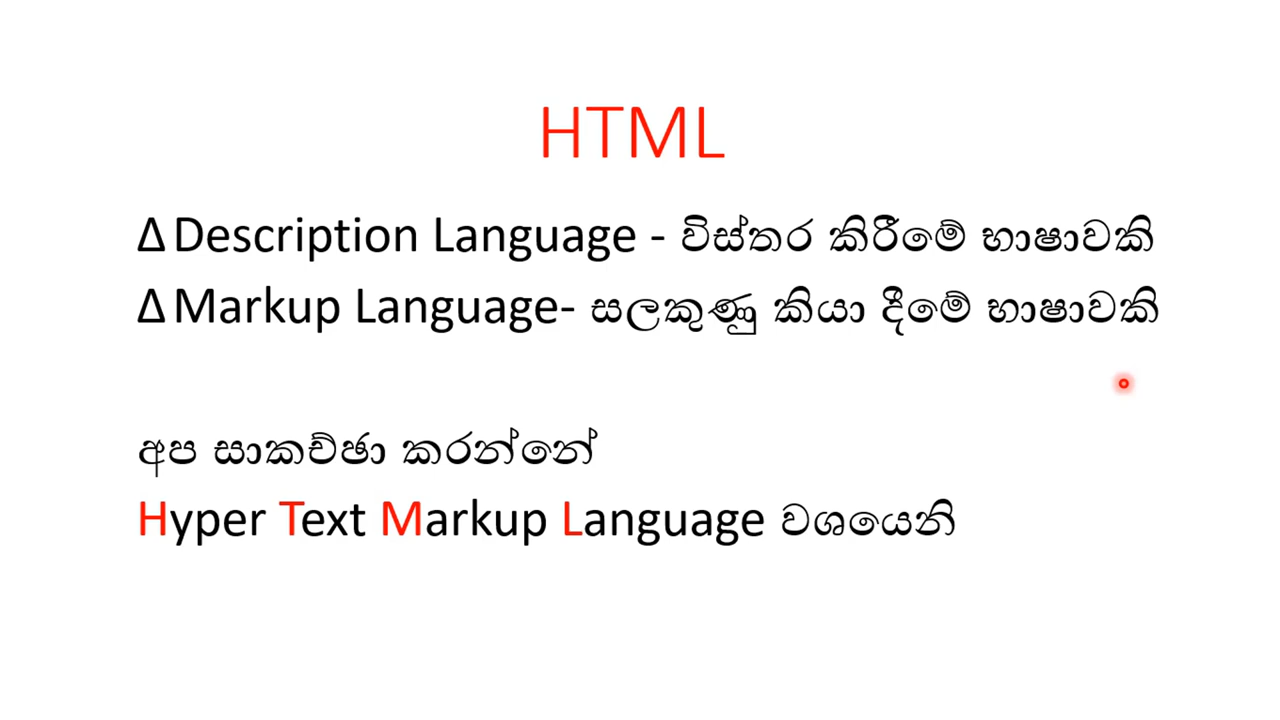 HTML
Δ Description Language - විස්තර කිරීමේ භාෂාවකි
Δ Markup Language- සලකුණු කියා දීමේ භාෂාවකි
අප සාකච්ඡා කරන්නේ
Hyper Text Markup Language වශයෙනි